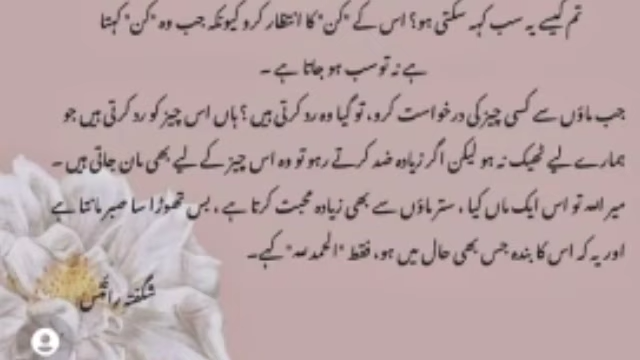 تم کیسے یہ سب کہہ سکتی ہو؟ اس کے "کن" کا انتظار کرو کیونکہ جب وہ "کن" کہتا
ہے نہ تو سب ہو جاتا ہے ۔
جب ماؤں سے کسی چیز کی درخواست کرو، تو گیا وہ رد کرتی ہیں ؟ ہاں اس چیز کو رد کرتی ہیں جو
ہمارے لیے ٹھیک نہ ہو لیکن اگر زیادہ ضد کرتے رہو تو وہ اس چیز کے لیے بھی مان جاتی ہیں ۔
میر اللہ تو اس ایک ماں کیا ، ستر ماؤں سے بھی زیادہ محبت کرتا ہے ، بس تھوڑا سا صبر مانتا ہے
اور یہ کہ اس کا بندہ جس بھی حال میں ہو، فقط "الحمد للہ" کہے۔
شگفتہ